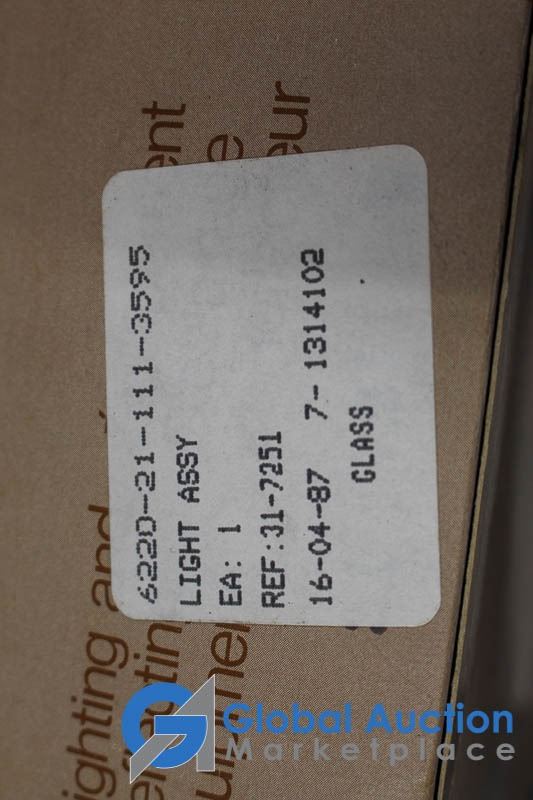 6220-21-111-3595
LIGHT ASSY
EA: 1
REF:31-7251
16-04-87 7-1314102
GLASS
Global Auction
Marketplace